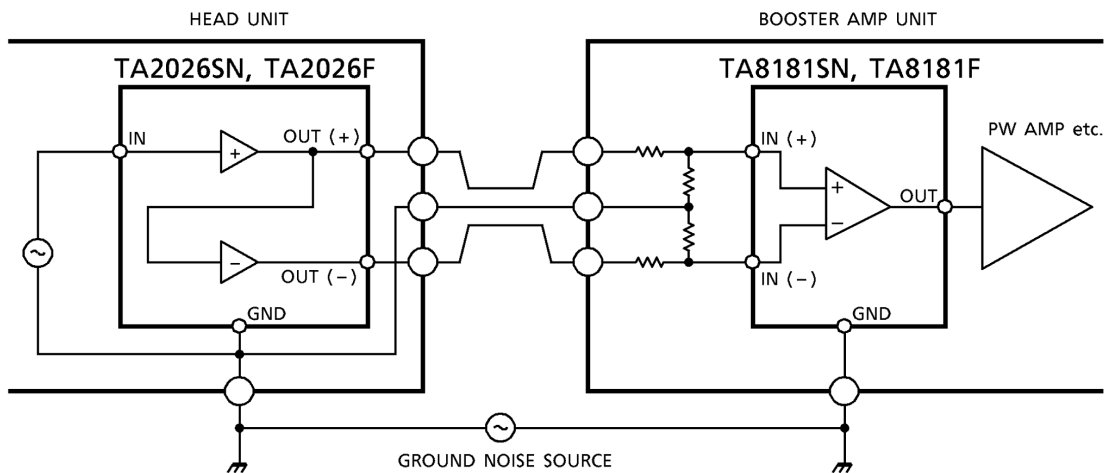 HEAD UNIT
BOOSTER AMP UNIT
TA2026SN, TA2026F
TA8181SN, TA8181F
IN
OUT (+)
+
−
OUT (−)
GND
IN (+)
+
−
OUT
IN (−)
GND
PW AMP etc.
GROUND NOISE SOURCE